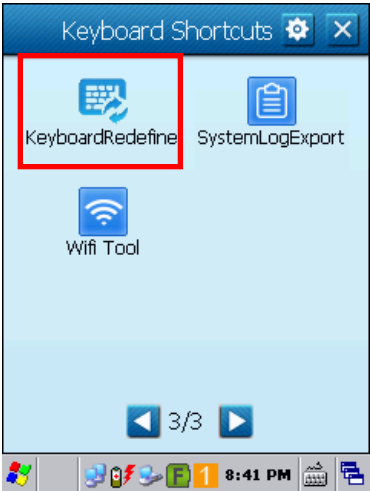 Keyboard Shortcuts
KeyboardRedefine SystemLogExport
Wifi Tool
3/3
F 1 8:41 PM